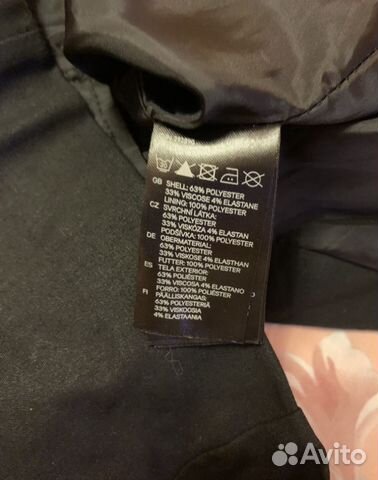 30
GB SHELL: 63% POLYESTER
33% VISCOSE 4% ELASTANE
LINING: 100% POLYESTER
CZ SVRCHNÍ LÁTKA:
63% POLYESTER
33% VISKÓZA 4% ELASTAN
PODŠÍVKA: 100% POLYESTER
DE OBERMATERIAL:
63% POLYESTER
33% VISKOSE 4% ELASTHAN
FUTTER: 100% POLYESTER
ES TELA EXTERIOR:
63% POLIÉSTER
33% VISCOSA 4% ELASTANO
FORRO: 100% POLIÉSTER
FI PÄÄLLISKANGAS:
63% POLYESTERIÄ
33% VISKOOSIA
4% ELASTAANIA
Avito